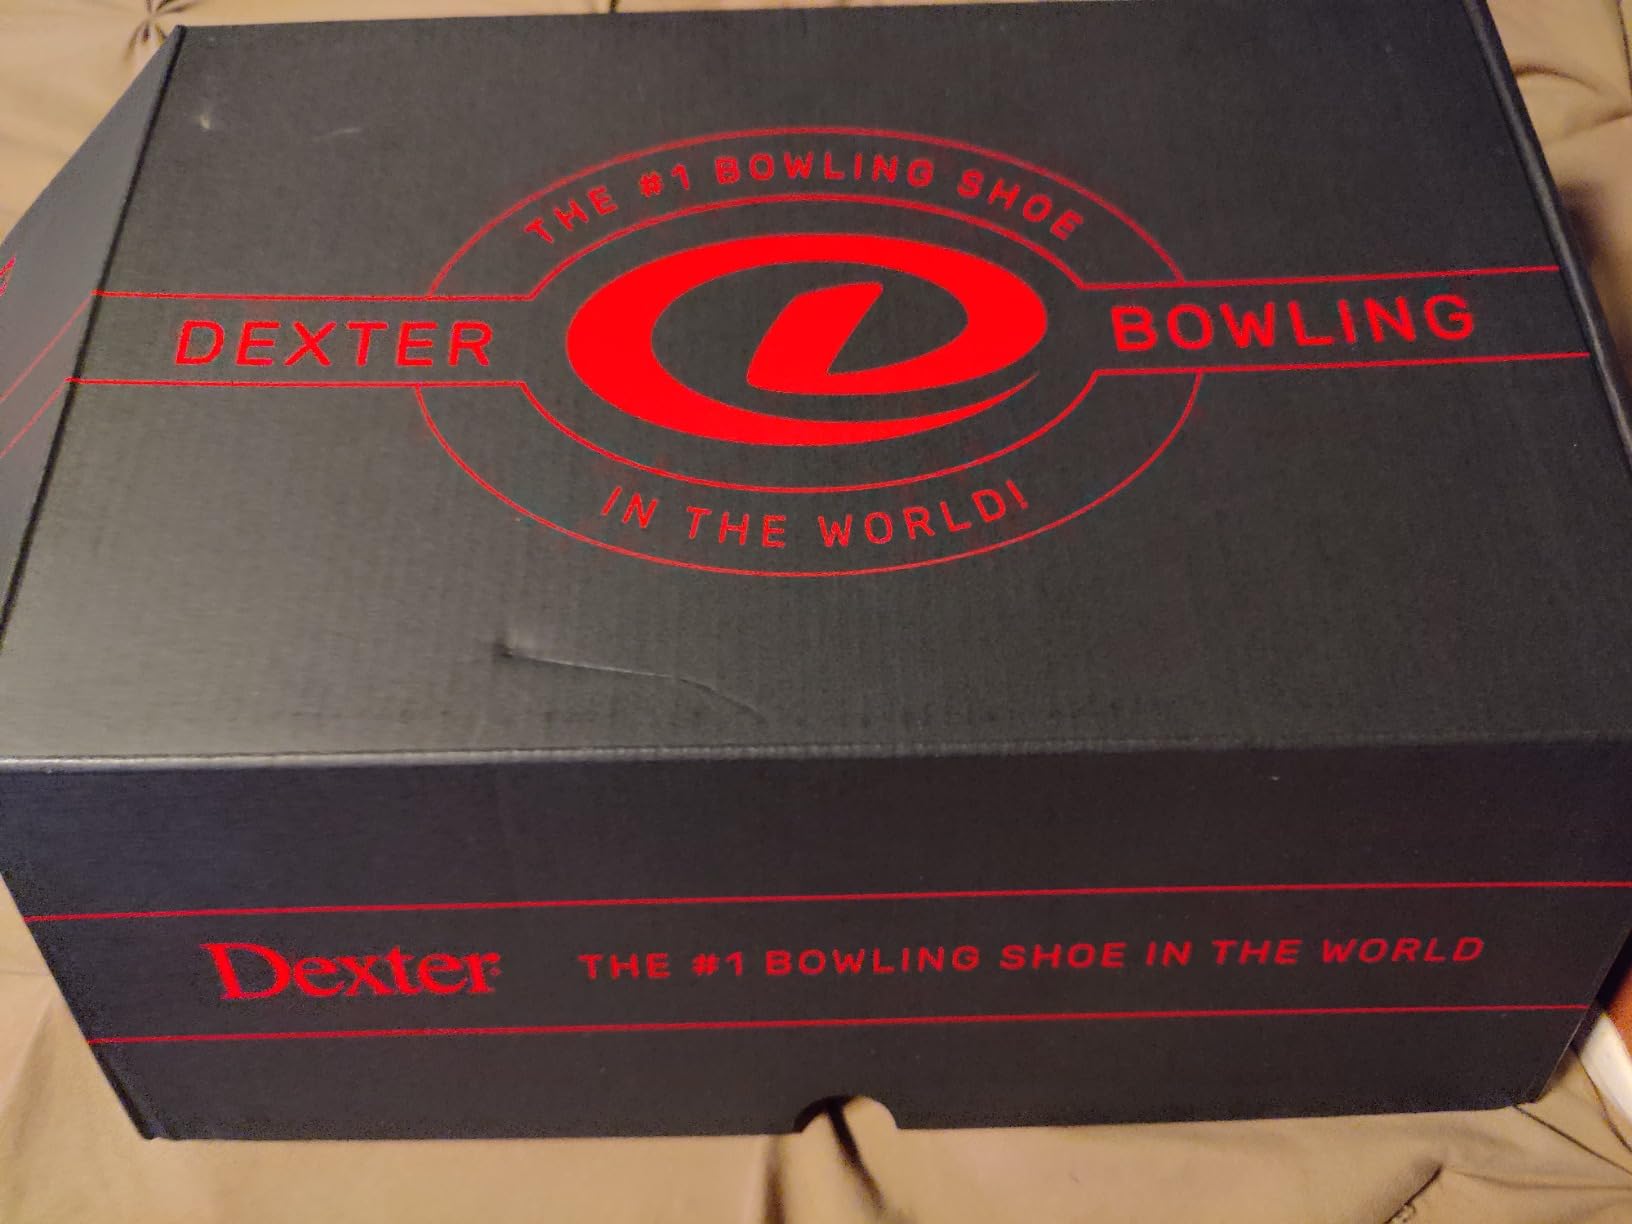 THE #1 BOWLING SHOE
DEXTER BOWLING
IN THE WORLD!
Dexter® THE #1 BOWLING SHOE IN THE WORLD